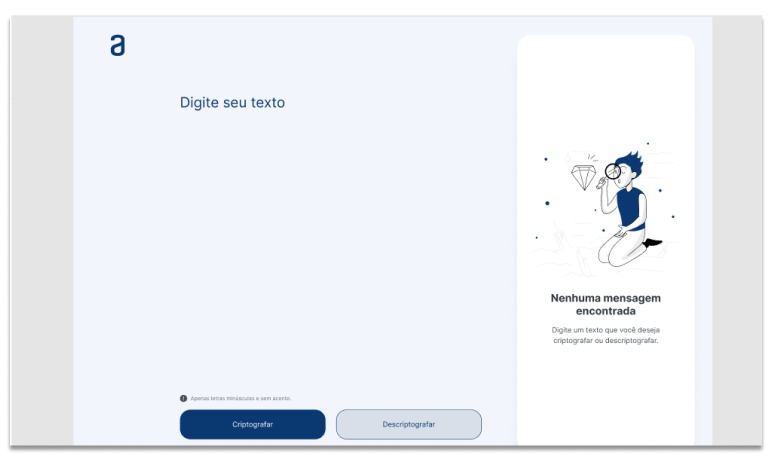 a
Digite seu texto
Nenhuma mensagem
encontrada
Digite um texto que você deseja
criptografar ou descriptografar.
Apenas letras minúsculas e sem acento.
Criptografar
Descriptografar